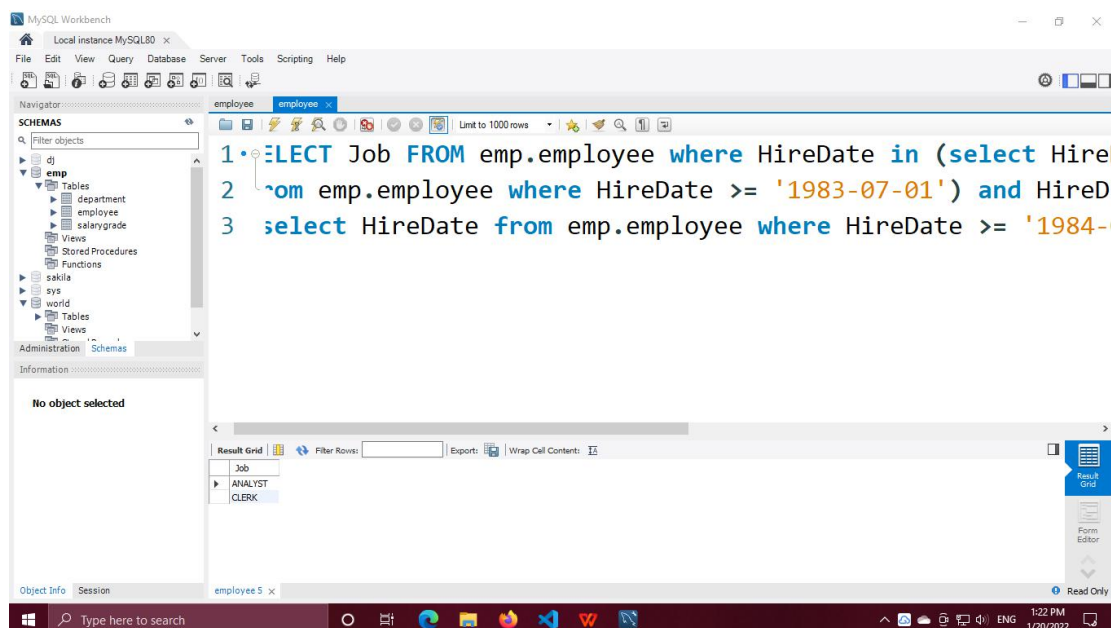 MySQL Workbench
Local instance MySQL80 ×
File Edit View Query Database Server Tools Scripting Help
Navigator
SCHEMAS
Filter objects
dj
emp
Tables
department
employee
salarygrade
Views
Stored Procedures
Functions
sakila
sys
world
Tables
Views
Administration Schemas
Information
No object selected
Object Info Session
employee employee ×
Limit to 1000 rows
1 ELECT Job FROM emp.employee where HireDate in (select Hire
2 rom emp.employee where HireDate >= '1983-07-01') and HireD
3 select HireDate from emp.employee where HireDate >= '1984-
Result Grid Filter Rows: Export: Wrap Cell Content:
Job
ANALYST
CLERK
Result Grid
Form Editor
employee 5 ×
Read Only
Type here to search
ENG
1:22 PM
1/20/2022